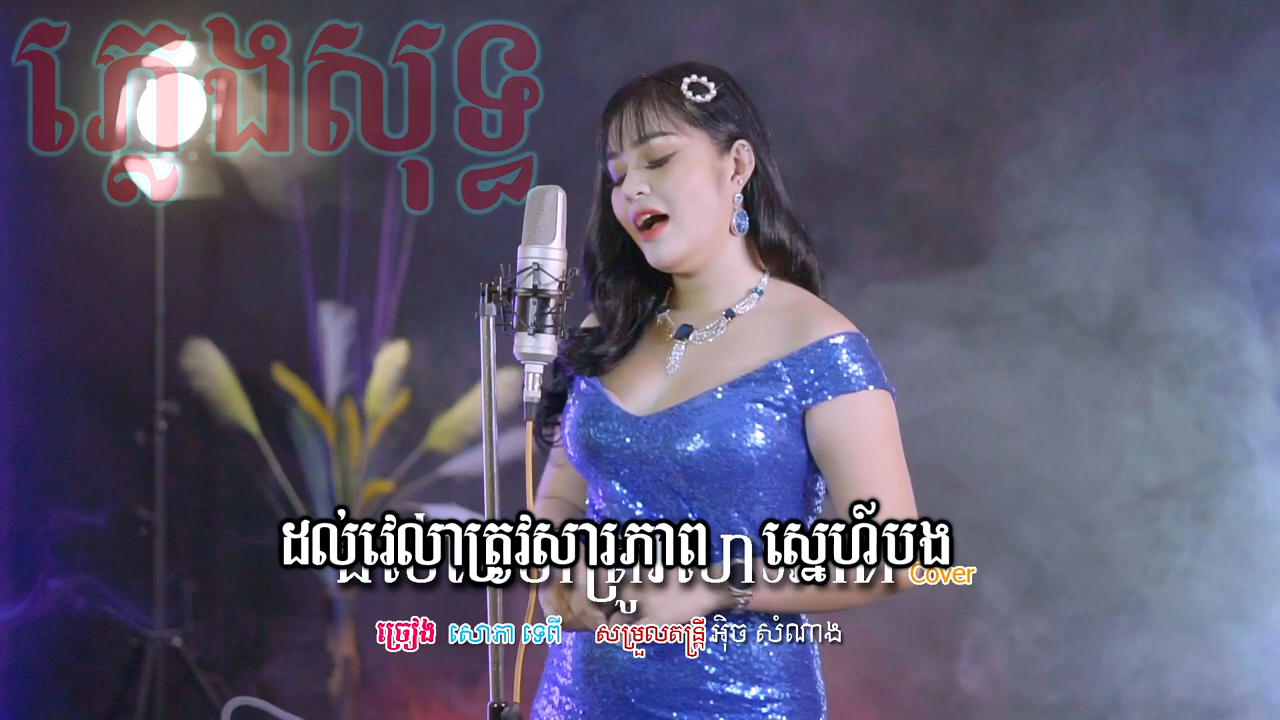 ភ្លេងសុទ្ធ
ដល់វេលាត្រូវសារភាព ស្នេហ៍បង
Cover
ច្រៀង សោភា ទេពី សម្រួលតន្ត្រី អ៊ិច សំណាង